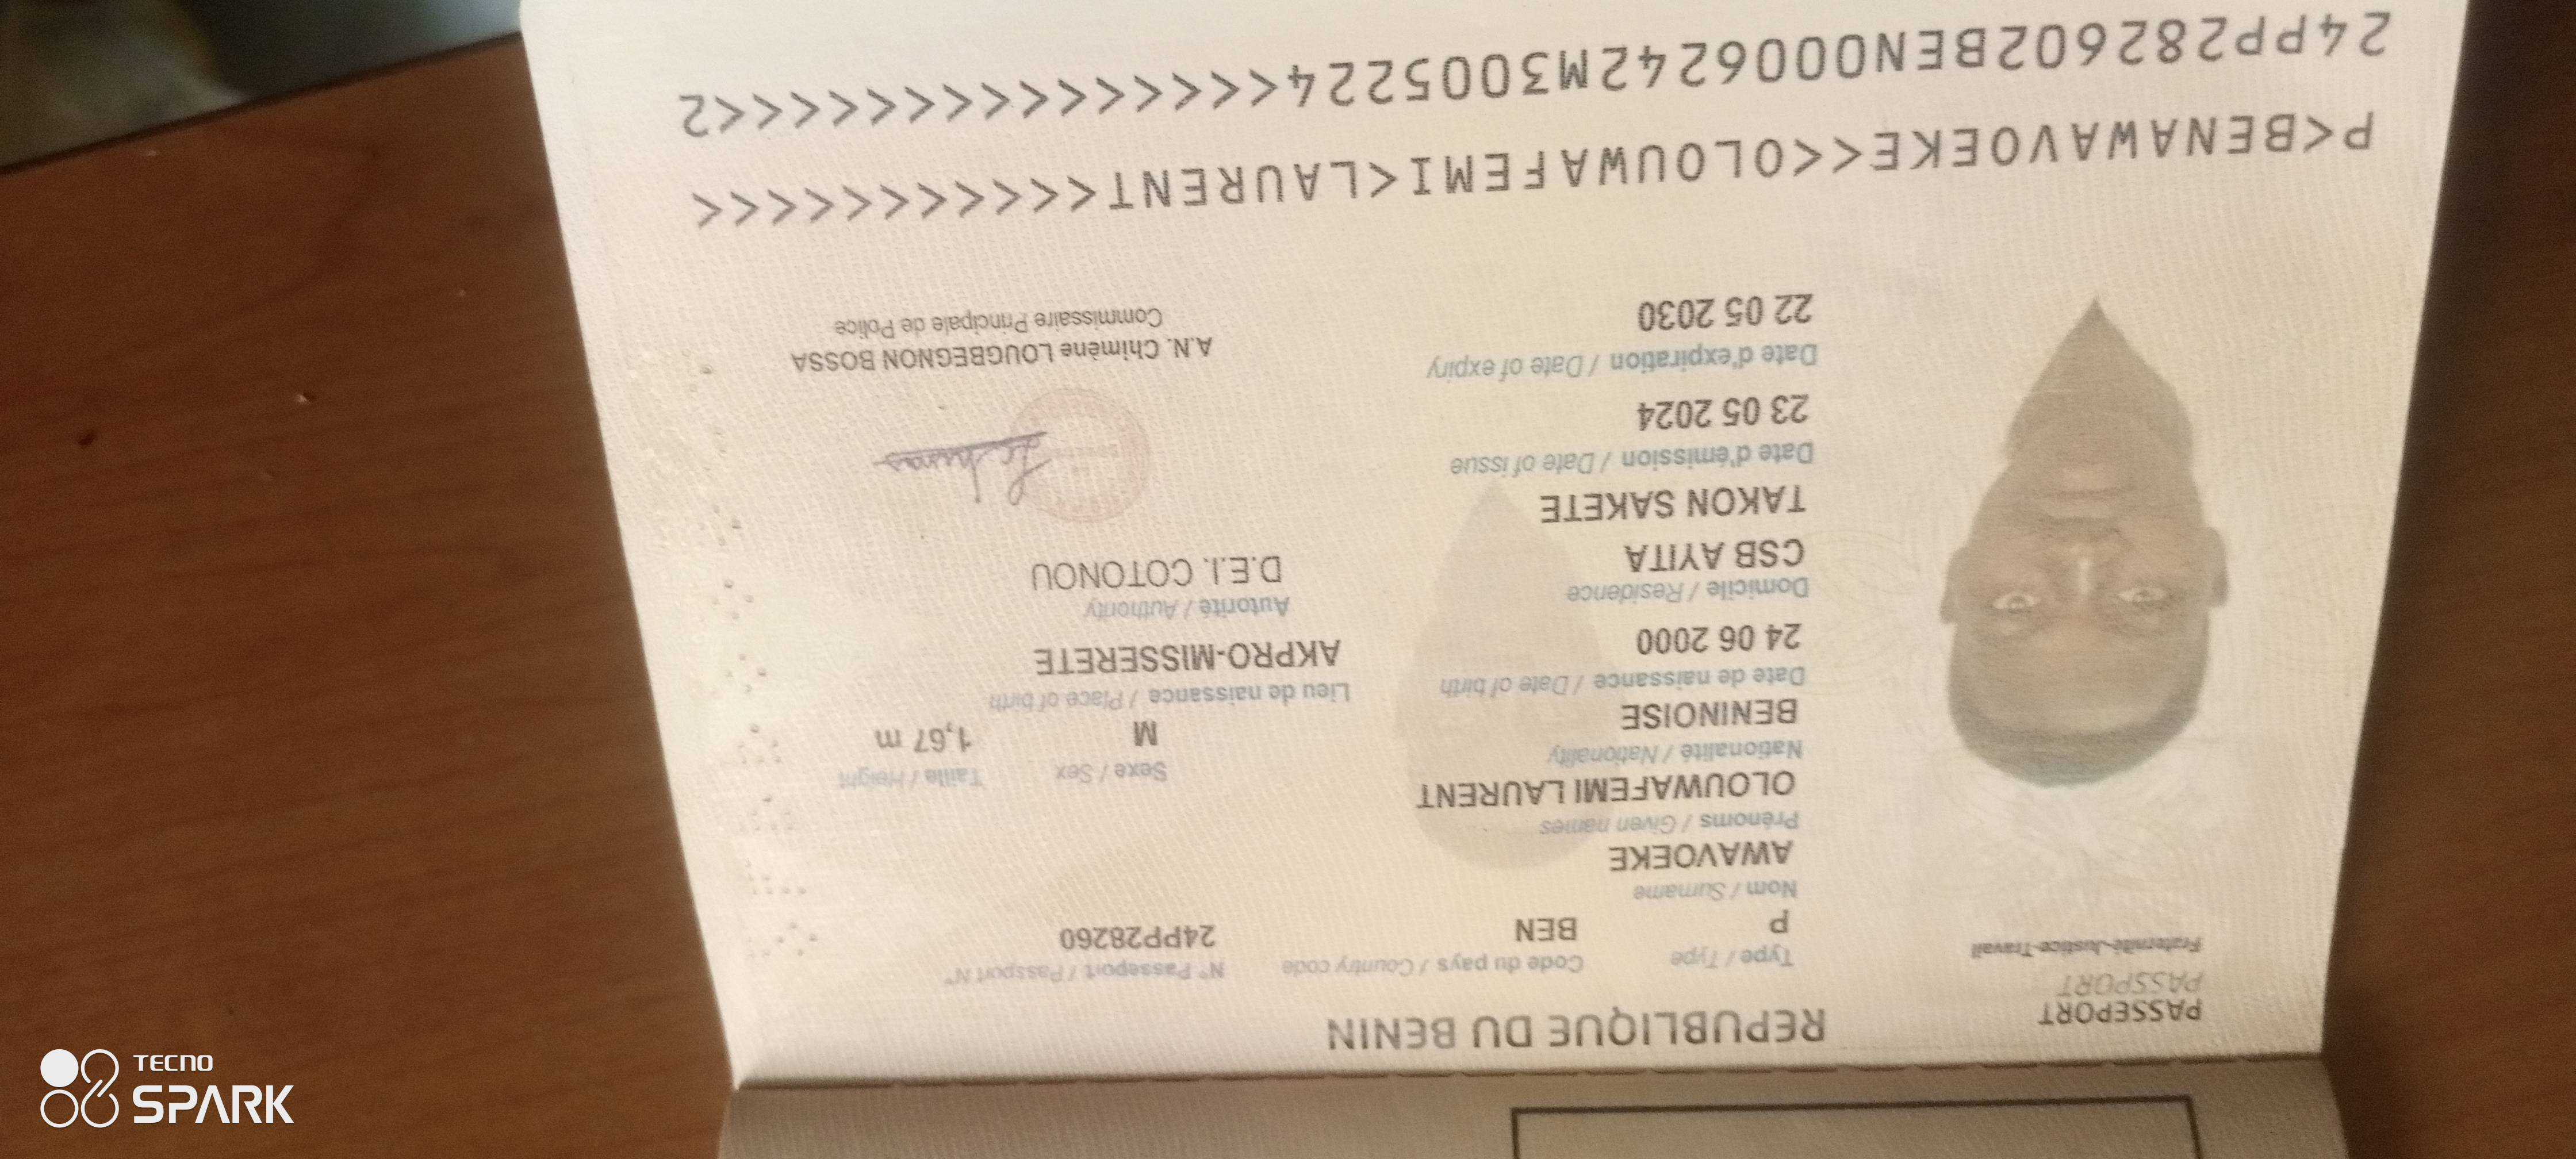 REPUBLIQUE DU BENIN
PASSEPORT
PASSPORT
Fraternité-Justice-Travail
Type / Type
Code du pays / Country code
N° Passeport / Passport N°
P
BEN
24PP28260
Nom / Surname
AWAVOEKE
Prénoms / Given names
OLOUWAFEMI LAURENT
Nationalité / Nationality
Sexe / Sex
Taille / Height
BENINOISE
M
1,67 m
Date de naissance / Date of birth
Lieu de naissance / Place of birth
24 06 2000
AKPRO-MISSERETE
Domicile / Residence
Autorité / Authority
CSB AYITA
D.E.I. COTONOU
TAKON SAKETE
Date d'émission / Date of issue
23 05 2024
Date d'expiration / Date of expiry
A.N. Chimène LOUGBEGNON BOSSA
22 05 2030
Commissaire Principale de Police
P<BENAWAVOEKE<<OLOUWAFEMI<LAURENT<<<<<<<<<<<
24PP282602BEN0006242M3005224<<<<<<<<<<<<<<<2
TECNO
SPARK